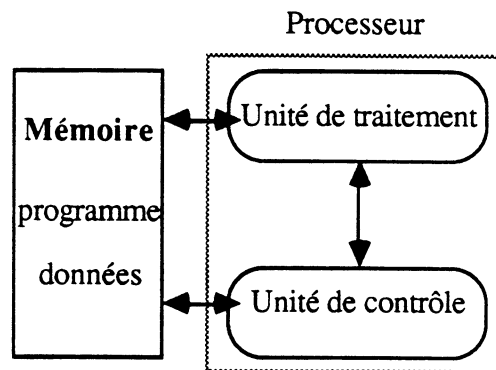 Processeur
Mémoire
programme
données
Unité de traitement
Unité de contrôle